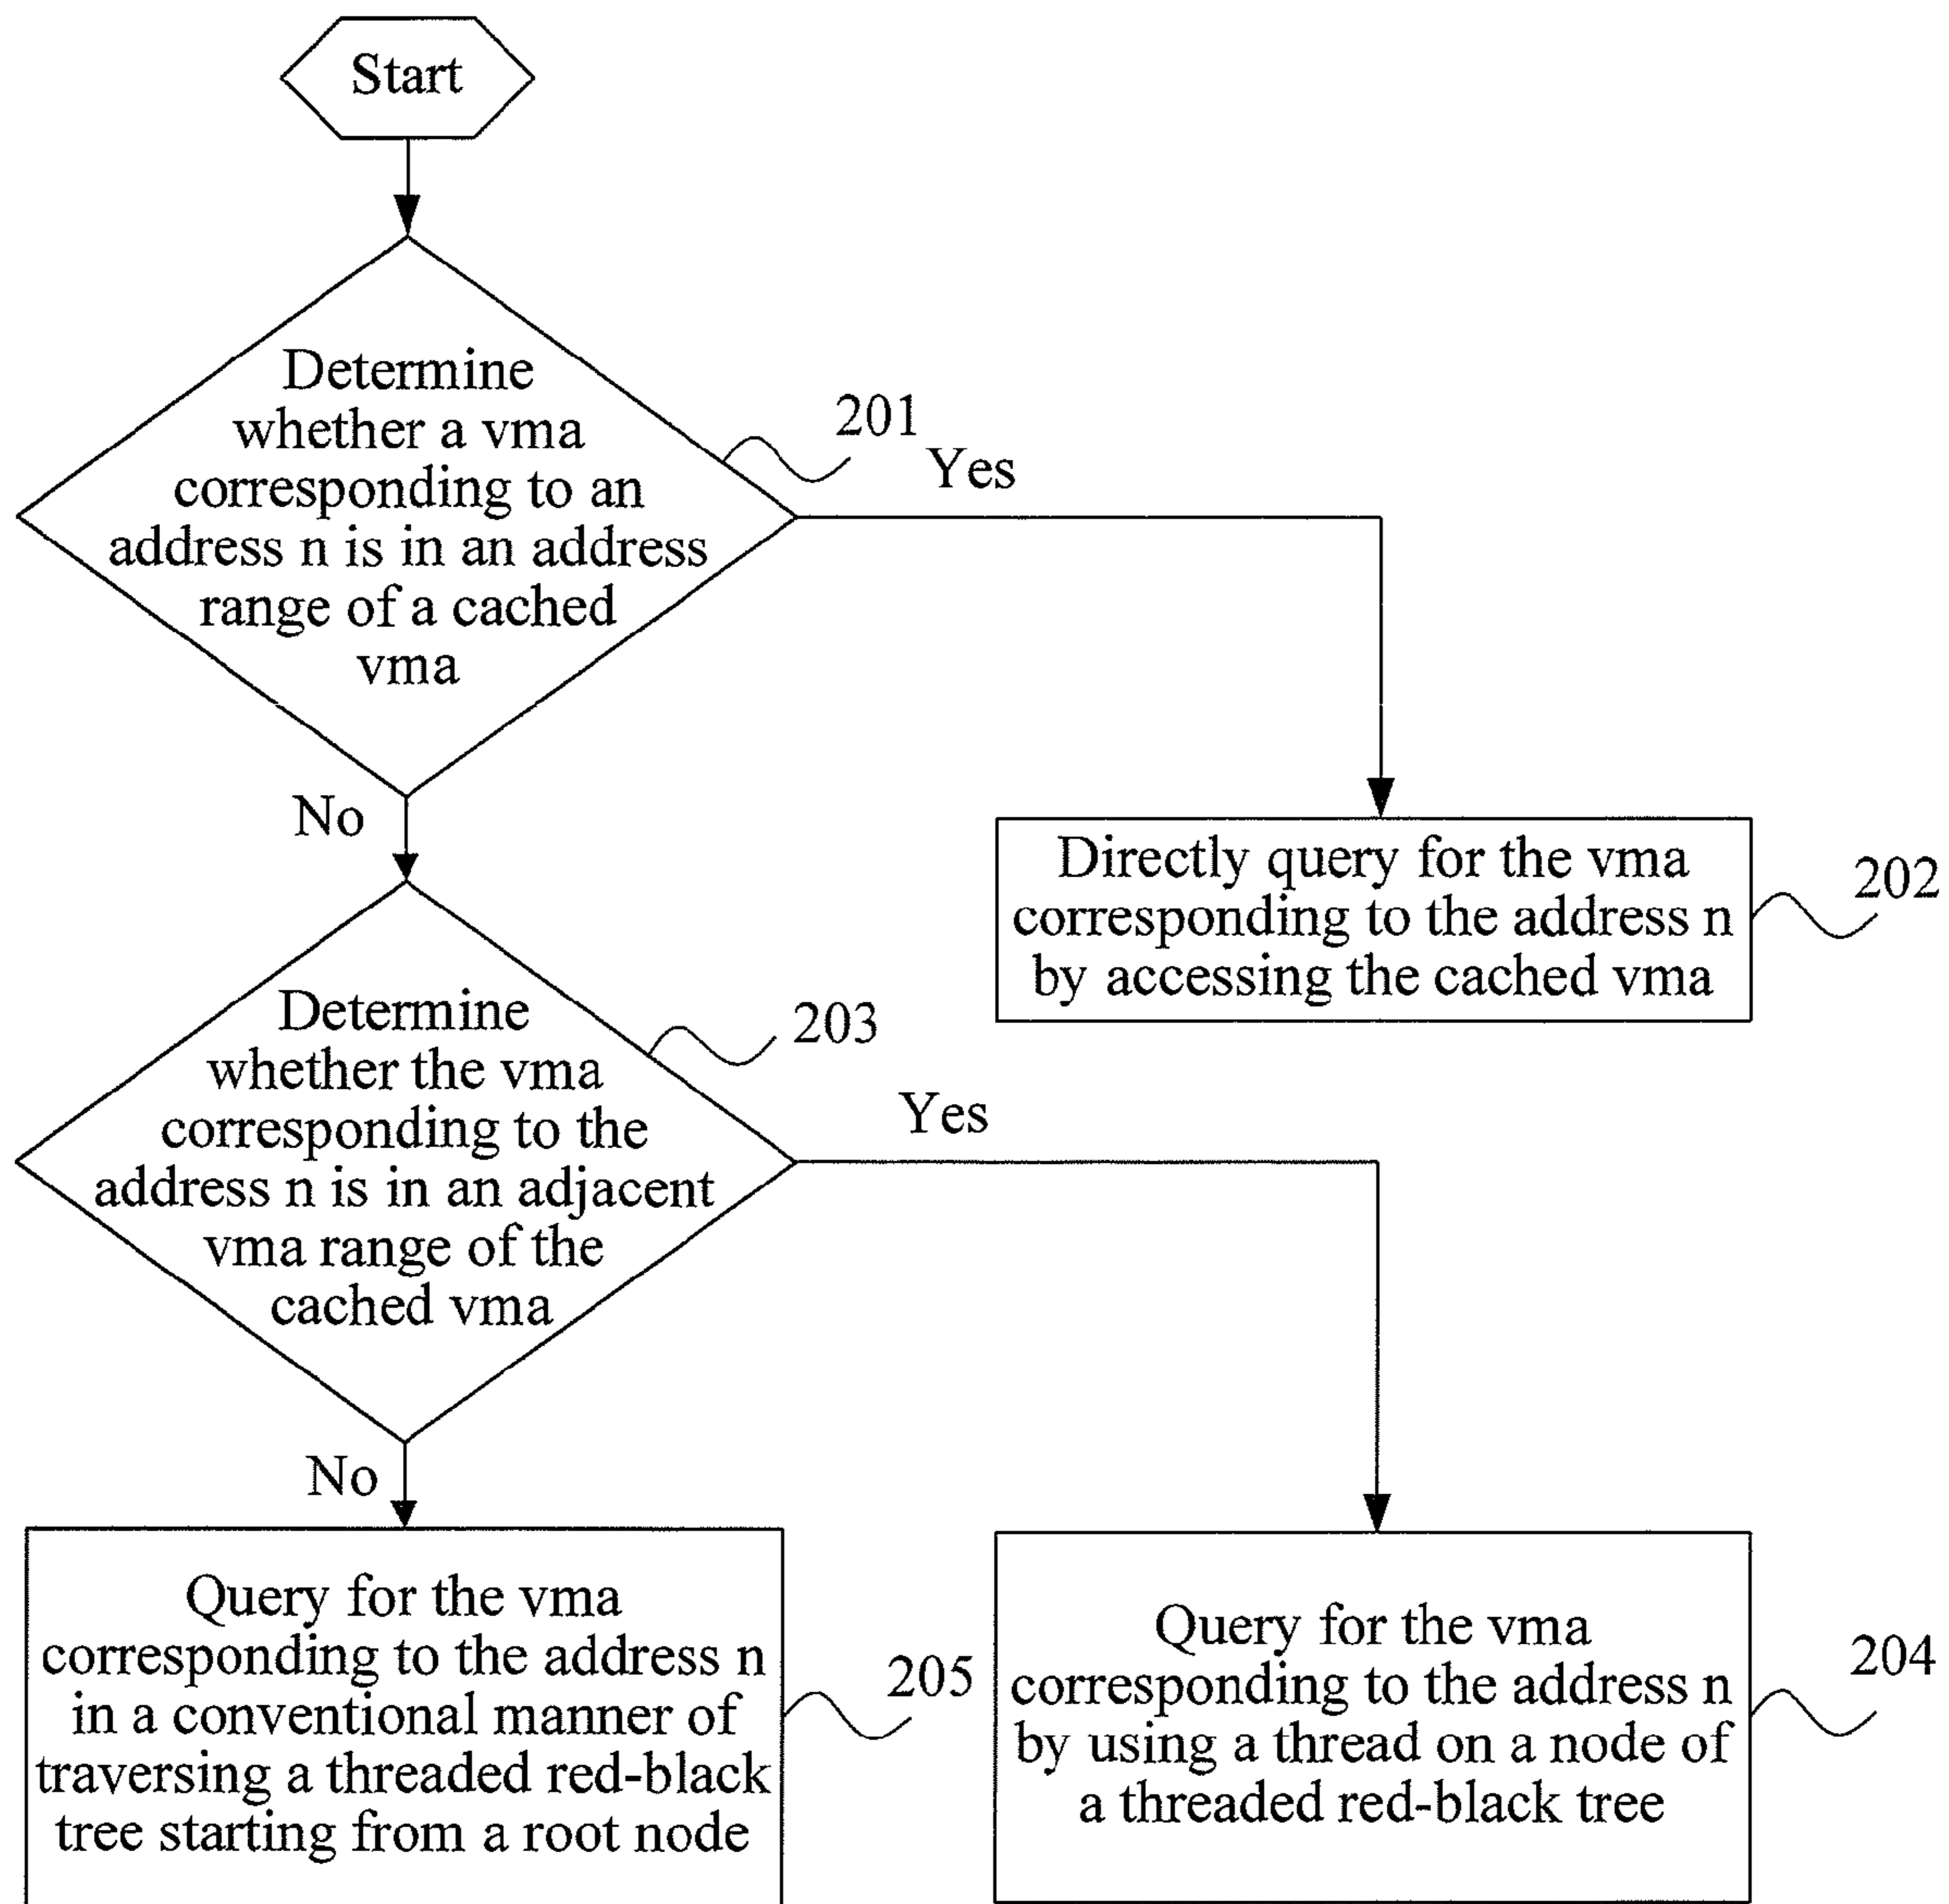 Start
Determine
whether a vma
corresponding to an
address n is in an address
range of a cached
vma
201
Yes
No
Directly query for the vma
corresponding to the address n
by accessing the cached vma
202
Determine
whether the vma
corresponding to the
address n is in an adjacent
vma range of the
cached vma
203
Yes
No
Query for the vma
corresponding to the address n
in a conventional manner of
traversing a threaded red-black
tree starting from a root node
205
Query for the vma
corresponding to the address n
by using a thread on a node of
a threaded red-black tree
204